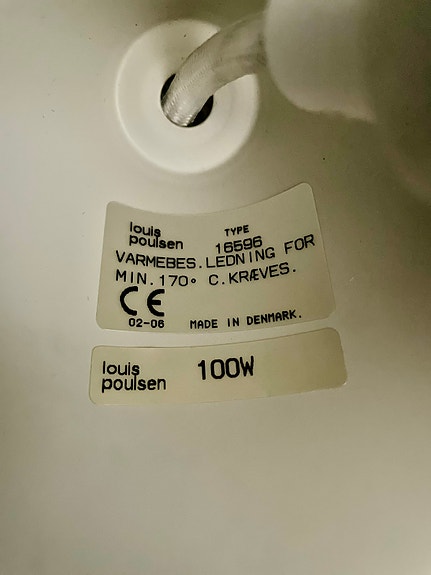 louis
poulsen
TYPE
16596
VARMEBES.LEDNING FOR
MIN.170° C.KRÆVES.
CE
02-06 MADE IN DENMARK.
louis
poulsen
100W